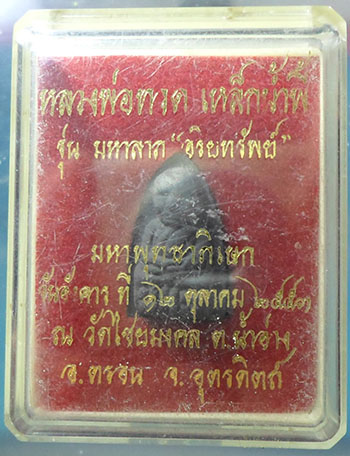 หลวงพ่อทวด เหล็กน้ำพี้
รุ่น มหาลาภ "อริยทรัพย์"
มหาพุทธาภิเษก
วันอังคาร ที่ ๑๒ ตุลาคม ๒๕๕๓
ณ วัดไชยมงคล ต.น้ำอ่าง
อ.ตรอน จ.อุตรดิตถ์